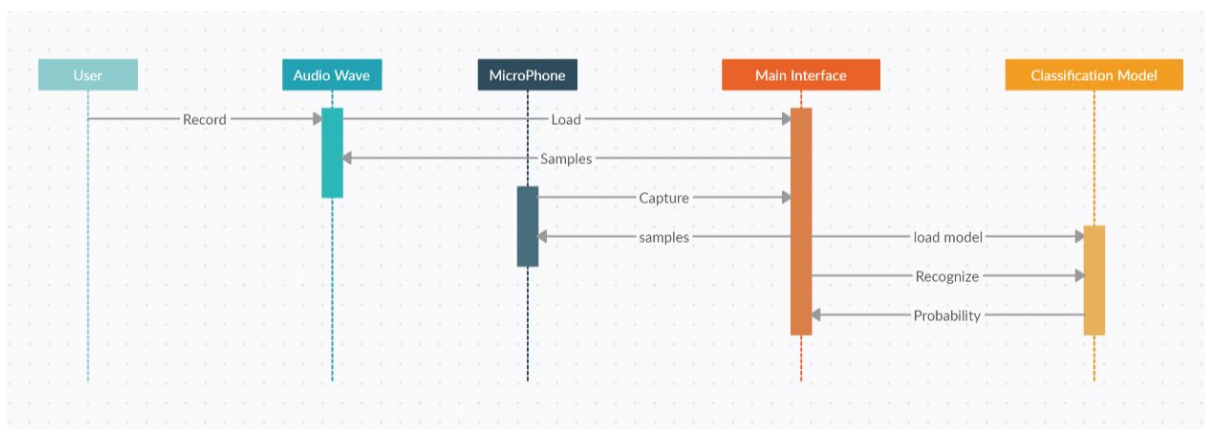 User
Audio Wave
MicroPhone
Main Interface
Classification Model
Record
Load
Samples
Capture
samples
load model
Recognize
Probability